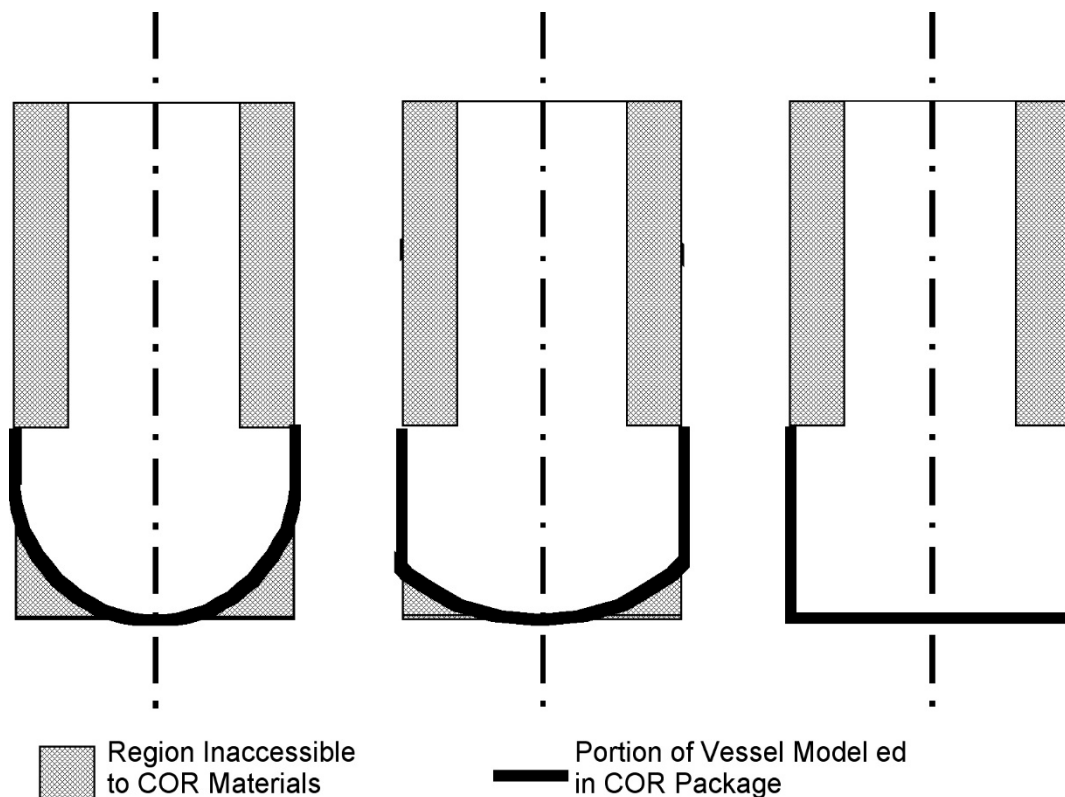 Region Inaccessible
to COR Materials
Portion of Vessel Model ed
in COR Package